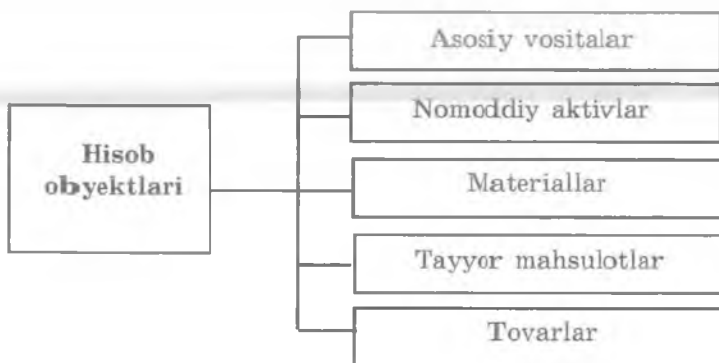 Hisob
obyektlari
Asosiy vositalar
Nomoddiy aktivlar
Materiallar
Tayyor mahsulotlar
Tovarlar